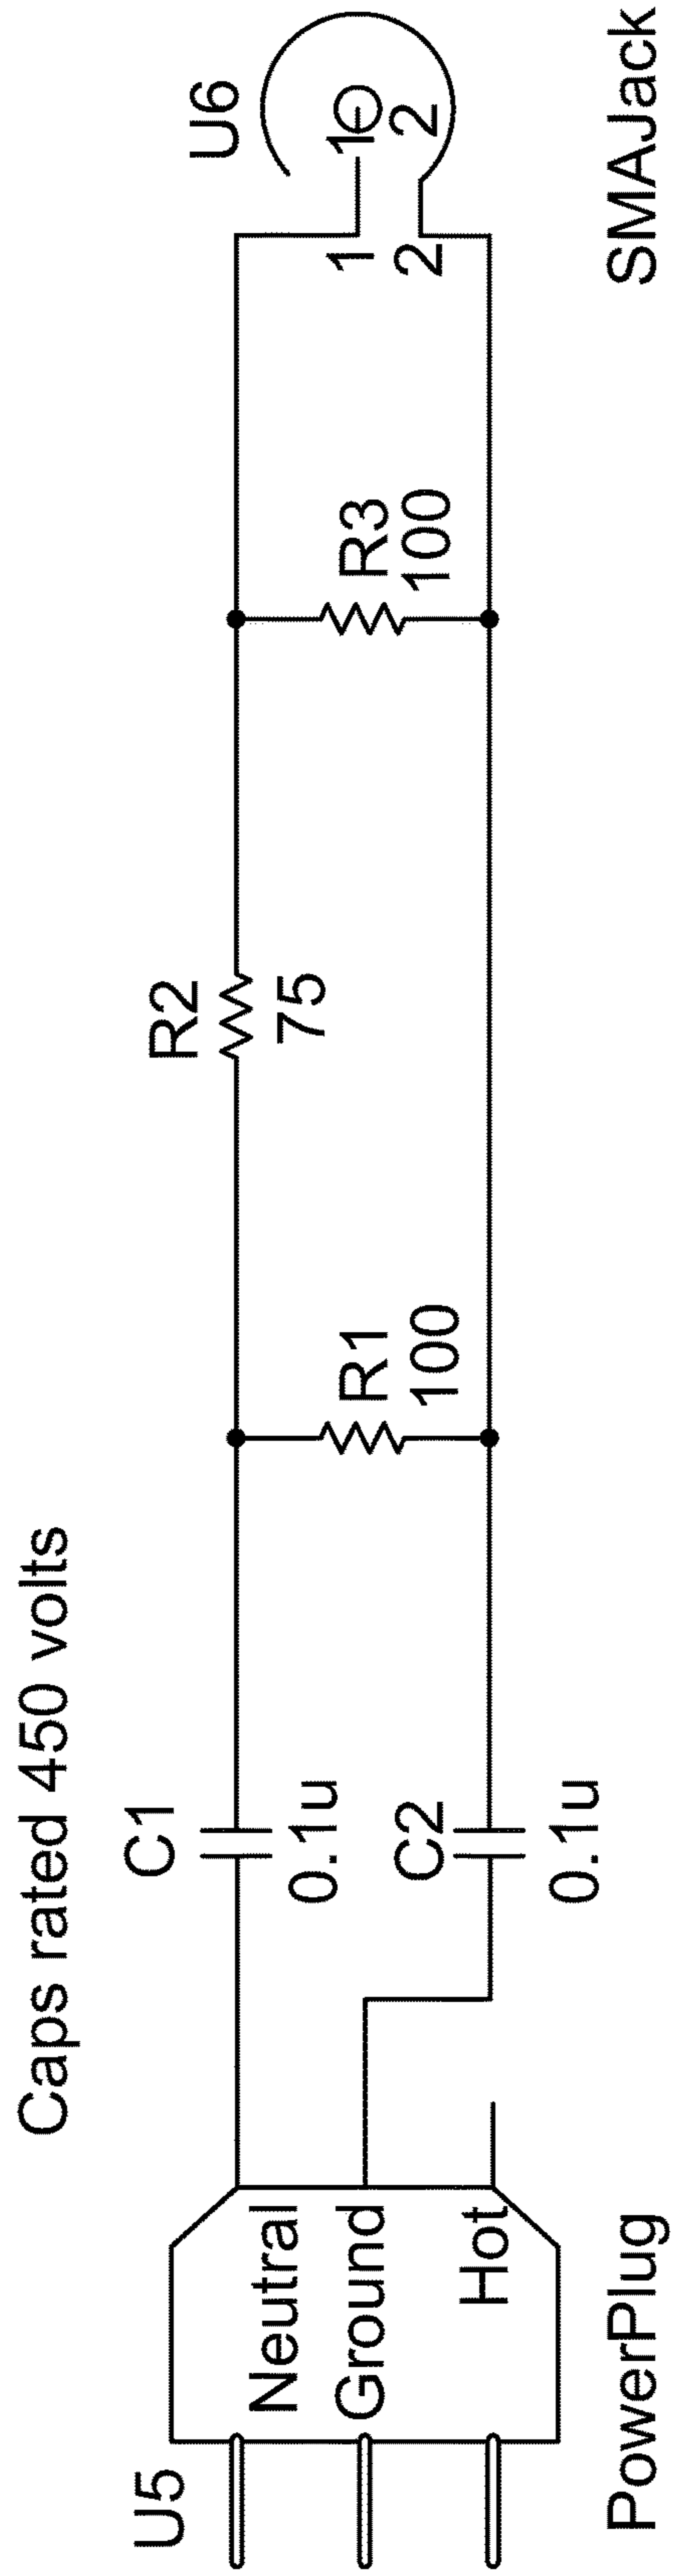 Caps rated 450 volts
U5
Neutral
Ground
Hot
PowerPlug
C1
0.1u
C2
0.1u
R1
100
R2
75
R3
100
U6
1
2
1
2
SMAJack